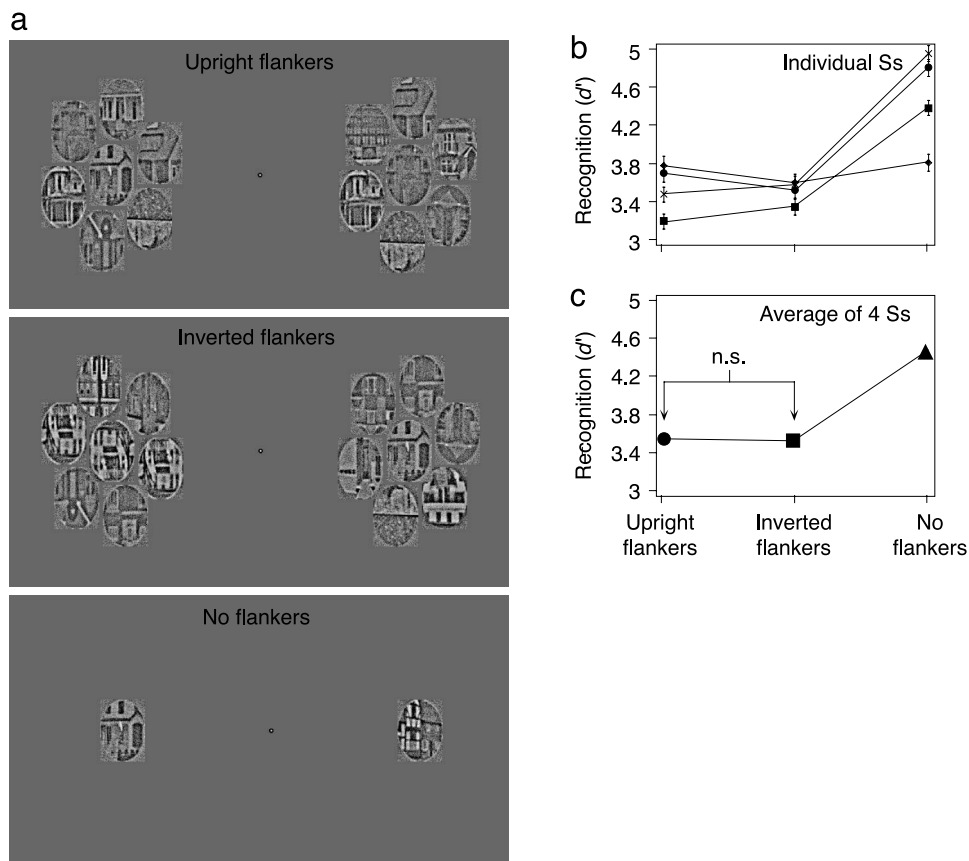 a
Upright flankers
Inverted flankers
No flankers
b
Individual Ss
Recognition (d')
5
4.6
4.2
3.8
3.4
3
c
Average of 4 Ss
Recognition (d')
5
4.6
4.2
3.8
3.4
3
n.s.
Upright
flankers
Inverted
flankers
No
flankers